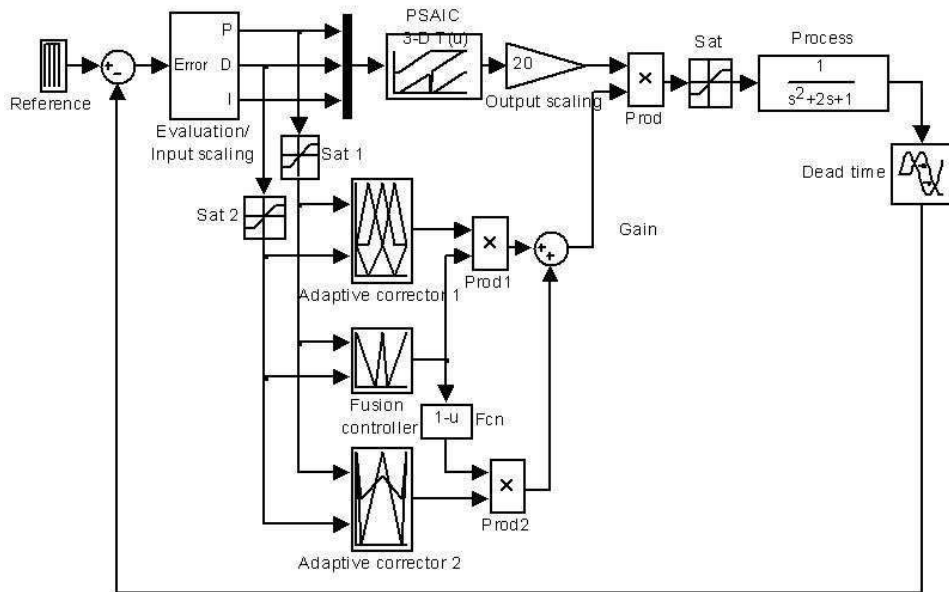 PSAIC
3-D T(u)
Sat
Process
P
D
I
Error
20
×
1
s²+2s+1
Reference
Output scaling
Prod
Evaluation/
Input scaling
Sat 1
Dead time
Sat 2
×
Gain
Prod1
Adaptive corrector 1
Fusion
controller
1-u
Fcn
×
Prod2
Adaptive corrector 2